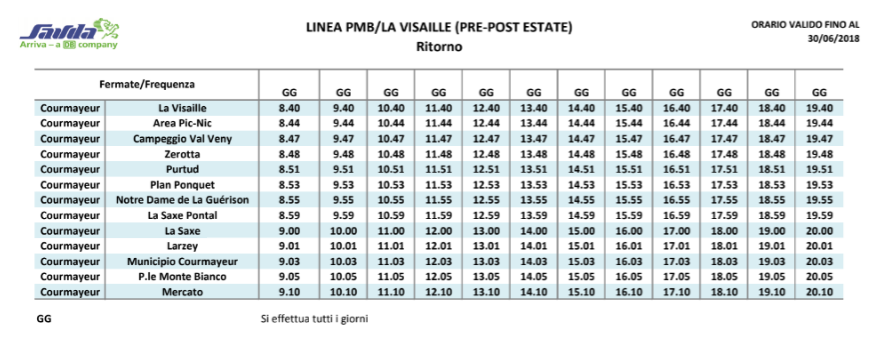 Savda
Arriva – a DB company
LINEA PMB/LA VISAILLE (PRE-POST ESTATE)
Ritorno
ORARIO VALIDO FINO AL
30/06/2018
Fermate/Frequenza GG GG GG GG GG GG GG GG GG GG GG GG
Courmayeur La Visaille 8.40 9.40 10.40 11.40 12.40 13.40 14.40 15.40 16.40 17.40 18.40 19.40
Courmayeur Area Pic-Nic 8.44 9.44 10.44 11.44 12.44 13.44 14.44 15.44 16.44 17.44 18.44 19.44
Courmayeur Campeggio Val Veny 8.47 9.47 10.47 11.47 12.47 13.47 14.47 15.47 16.47 17.47 18.47 19.47
Courmayeur Zerotta 8.48 9.48 10.48 11.48 12.48 13.48 14.48 15.48 16.48 17.48 18.48 19.48
Courmayeur Purtud 8.51 9.51 10.51 11.51 12.51 13.51 14.51 15.51 16.51 17.51 18.51 19.51
Courmayeur Plan Ponquet 8.53 9.53 10.53 11.53 12.53 13.53 14.53 15.53 16.53 17.53 18.53 19.53
Courmayeur Notre Dame de La Guérison 8.55 9.55 10.55 11.55 12.55 13.55 14.55 15.55 16.55 17.55 18.55 19.55
Courmayeur La Saxe Pontal 8.59 9.59 10.59 11.59 12.59 13.59 14.59 15.59 16.59 17.59 18.59 19.59
Courmayeur La Saxe 9.00 10.00 11.00 12.00 13.00 14.00 15.00 16.00 17.00 18.00 19.00 20.00
Courmayeur Larzey 9.01 10.01 11.01 12.01 13.01 14.01 15.01 16.01 17.01 18.01 19.01 20.01
Courmayeur Municipio Courmayeur 9.03 10.03 11.03 12.03 13.03 14.03 15.03 16.03 17.03 18.03 19.03 20.03
Courmayeur P.le Monte Bianco 9.05 10.05 11.05 12.05 13.05 14.05 15.05 16.05 17.05 18.05 19.05 20.05
Courmayeur Mercato 9.10 10.10 11.10 12.10 13.10 14.10 15.10 16.10 17.10 18.10 19.10 20.10
GG Si effettua tutti i giorni